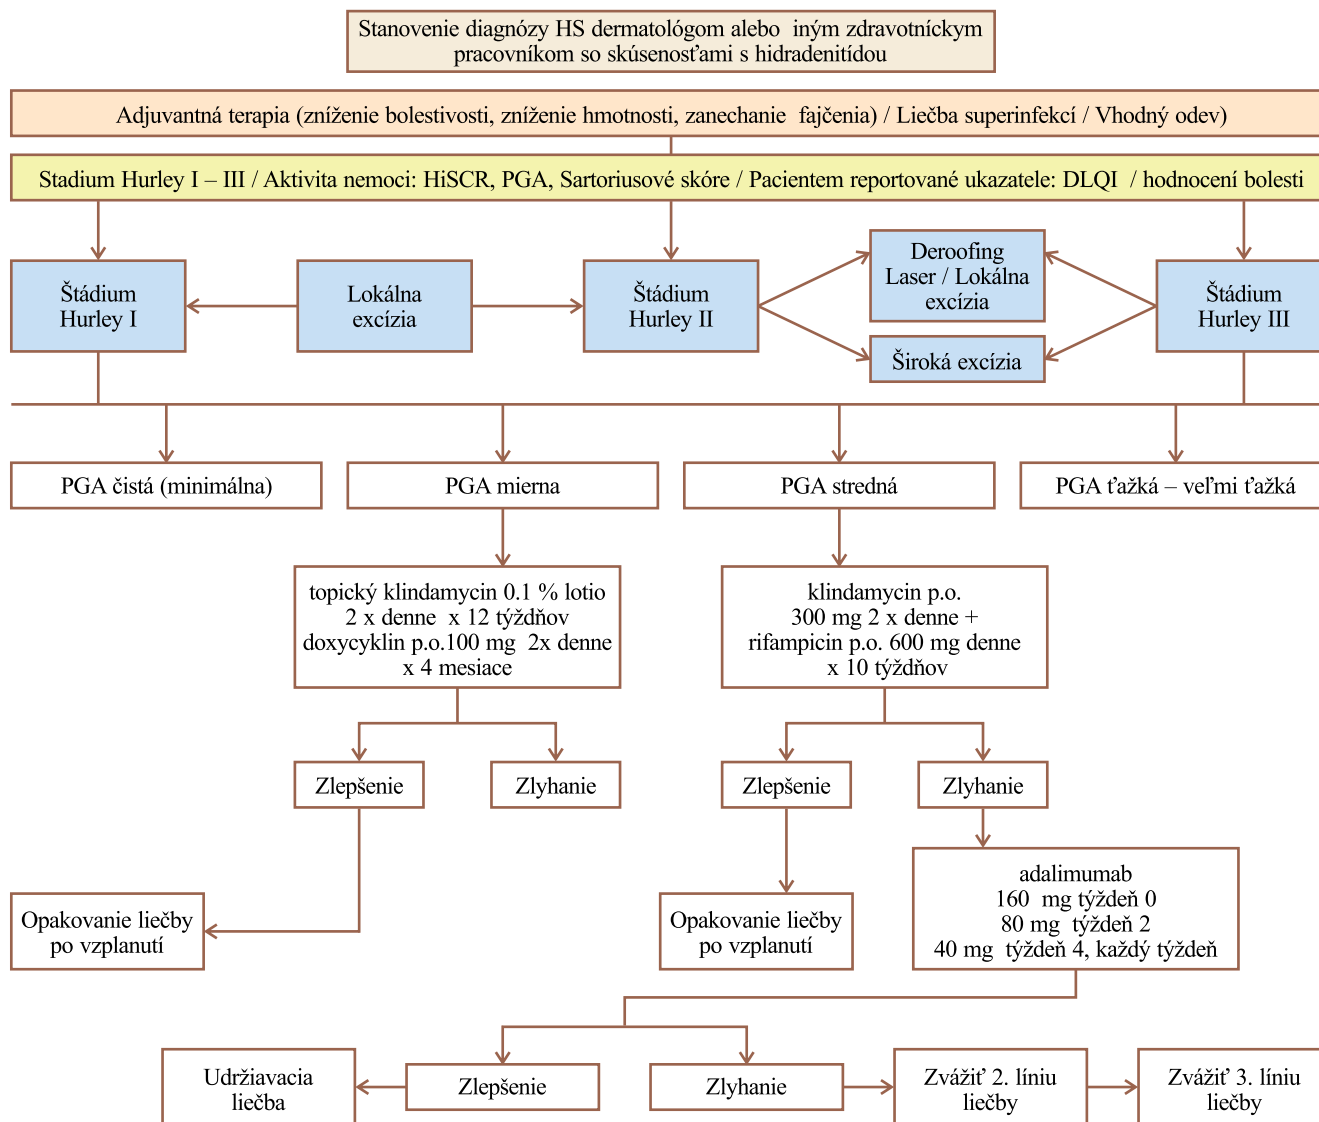 Stanovenie diagnózy HS dermatológom alebo iným zdravotníckym
pracovníkom so skúsenosťami s hidradenitídou
Adjuvantná terapia (zníženie bolestivosti, zníženie hmotnosti, zanechanie fajčenia) / Liečba superinfekcí / Vhodný odev)
Stadium Hurley I – III / Aktivita nemoci: HiSCR, PGA, Sartoriusové skóre / Pacientem reportované ukazatele: DLQI / hodnocení bolesti
Štádium
Hurley I
Lokálna
excízia
Štádium
Hurley II
Deroofing
Laser / Lokálna
excízia
Široká excízia
Štádium
Hurley III
PGA čistá (minimálna)
PGA mierna
PGA stredná
PGA ťažká – veľmi ťažká
topický klindamycin 0.1 % lotio
2 x denne x 12 týždňov
doxycyklin p.o.100 mg 2x denne
x 4 mesiace
klindamycin p.o.
300 mg 2 x denne +
rifampicin p.o. 600 mg denne
x 10 týždňov
Zlepšenie
Zlyhanie
Zlepšenie
Zlyhanie
Opakovanie liečby
po vzplanutí
Opakovanie liečby
po vzplanutí
adalimumab
160 mg týždeň 0
80 mg týždeň 2
40 mg týždeň 4, každý týždeň
Udržiavacia
liečba
Zlepšenie
Zlyhanie
Zvážiť 2. líniu
liečby
Zvážiť 3. líniu
liečby